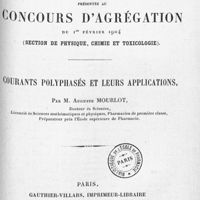 PRÉSENTÉE AU
CONCOURS D'AGRÉGATION
DU 1er FÉVRIER 1904
(SECTION DE PHYSIQUE, CHIMIE ET TOXICOLOGIE).
COURANTS POLYPHASÉS ET LEURS APPLICATIONS,
PAR M. AUGUSTE MOURLOT,
Docteur ès Sciences,
Licencié ès Sciences mathématiques et physiques, Pharmacien de première classe,
Préparateur près l'École supérieure de Pharmacie.
PARIS
PARIS,
GAUTHIER-VILLARS, IMPRIMEUR-LIBRAIRE